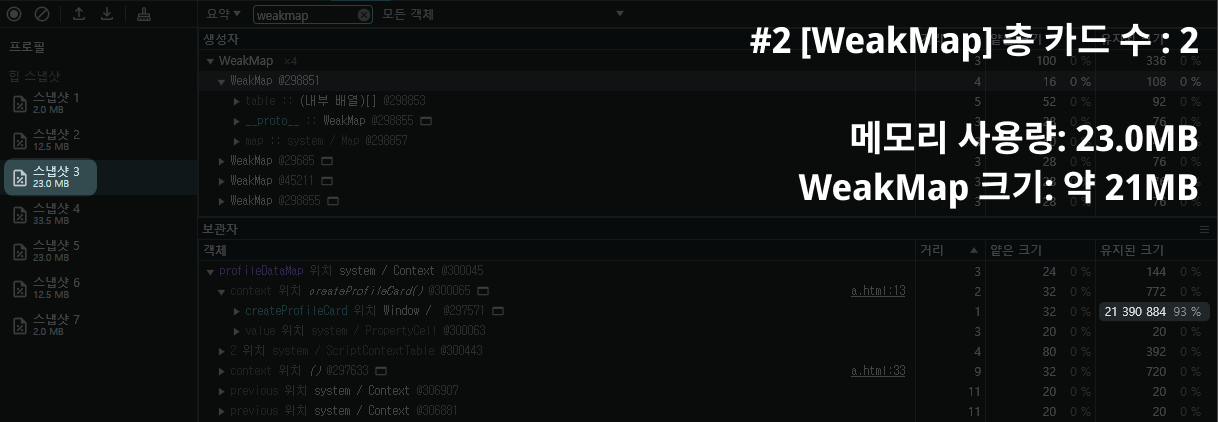 요약 weakmap 모든 객체
프로필
힙 스냅샷
스냅샷 1
2.0 MB
스냅샷 2
12.5 MB
스냅샷 3
23.0 MB
스냅샷 4
33.5 MB
스냅샷 5
23.0 MB
스냅샷 6
12.5 MB
스냅샷 7
2.0 MB
#2 [WeakMap] 총 카드 수 : 2
메모리 사용량: 23.0MB
WeakMap 크기: 약 21MB
생성자
WeakMap ×4 3 100 0 % 336 0 %
WeakMap @298851 4 16 0 % 108 0 %
table :: (내부 배열)[] @298853 5 52 0 % 92 0 %
__proto__ :: WeakMap @298855 3 28 0 % 76
map :: system / Map @298857
WeakMap @29685 3 28 0 % 76 0 %
WeakMap @45211
WeakMap @298855 3 28 0 % 76 0 %
보관자
객체 거리 얕은 크기 유지된 크기
profileDataMap 위치 system / Context @300045 3 24 0 % 144 0 %
context 위치 createProfileCard() @300065 a.html:13 2 32 0 % 772 0 %
createProfileCard 위치 Window / @297571 1 32 0 % 21 390 884 93 %
value 위치 system / PropertyCell @300063 3 20 0 % 20 0 %
2 위치 system / ScriptContextTable @300443 4 80 0 % 392 0 %
context 위치 () @297633 a.html:33 9 32 0 % 720 0 %
previous 위치 system / Context @306907 11 20 0 % 20 0 %
previous 위치 system / Context @306881 11 20 0 % 20 0 %